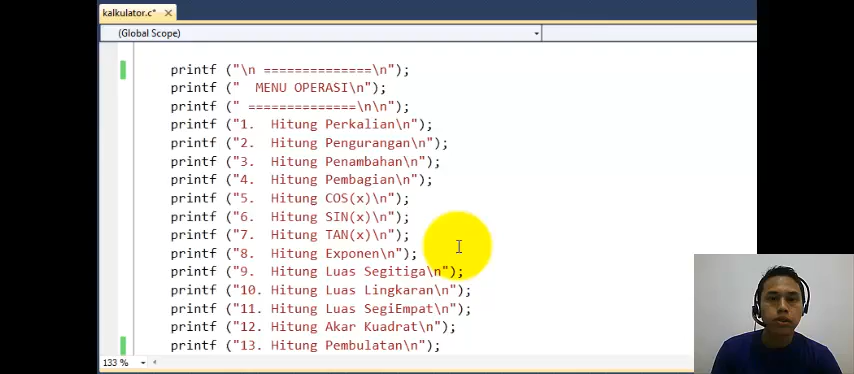 kalkulator.c*
(Global Scope)
printf ("\n ==============\n");
printf ("  MENU OPERASI\n");
printf (" ==============\n\n");
printf ("1.  Hitung Perkalian\n");
printf ("2.  Hitung Pengurangan\n");
printf ("3.  Hitung Penambahan\n");
printf ("4.  Hitung Pembagian\n");
printf ("5.  Hitung COS(x)\n");
printf ("6.  Hitung SIN(x)\n");
printf ("7.  Hitung TAN(x)\n");
printf ("8.  Hitung Exponen\n");
printf ("9.  Hitung Luas Segitiga\n");
printf ("10. Hitung Luas Lingkaran\n");
printf ("11. Hitung Luas SegiEmpat\n");
printf ("12. Hitung Akar Kuadrat\n");
printf ("13. Hitung Pembulatan\n");
133 %